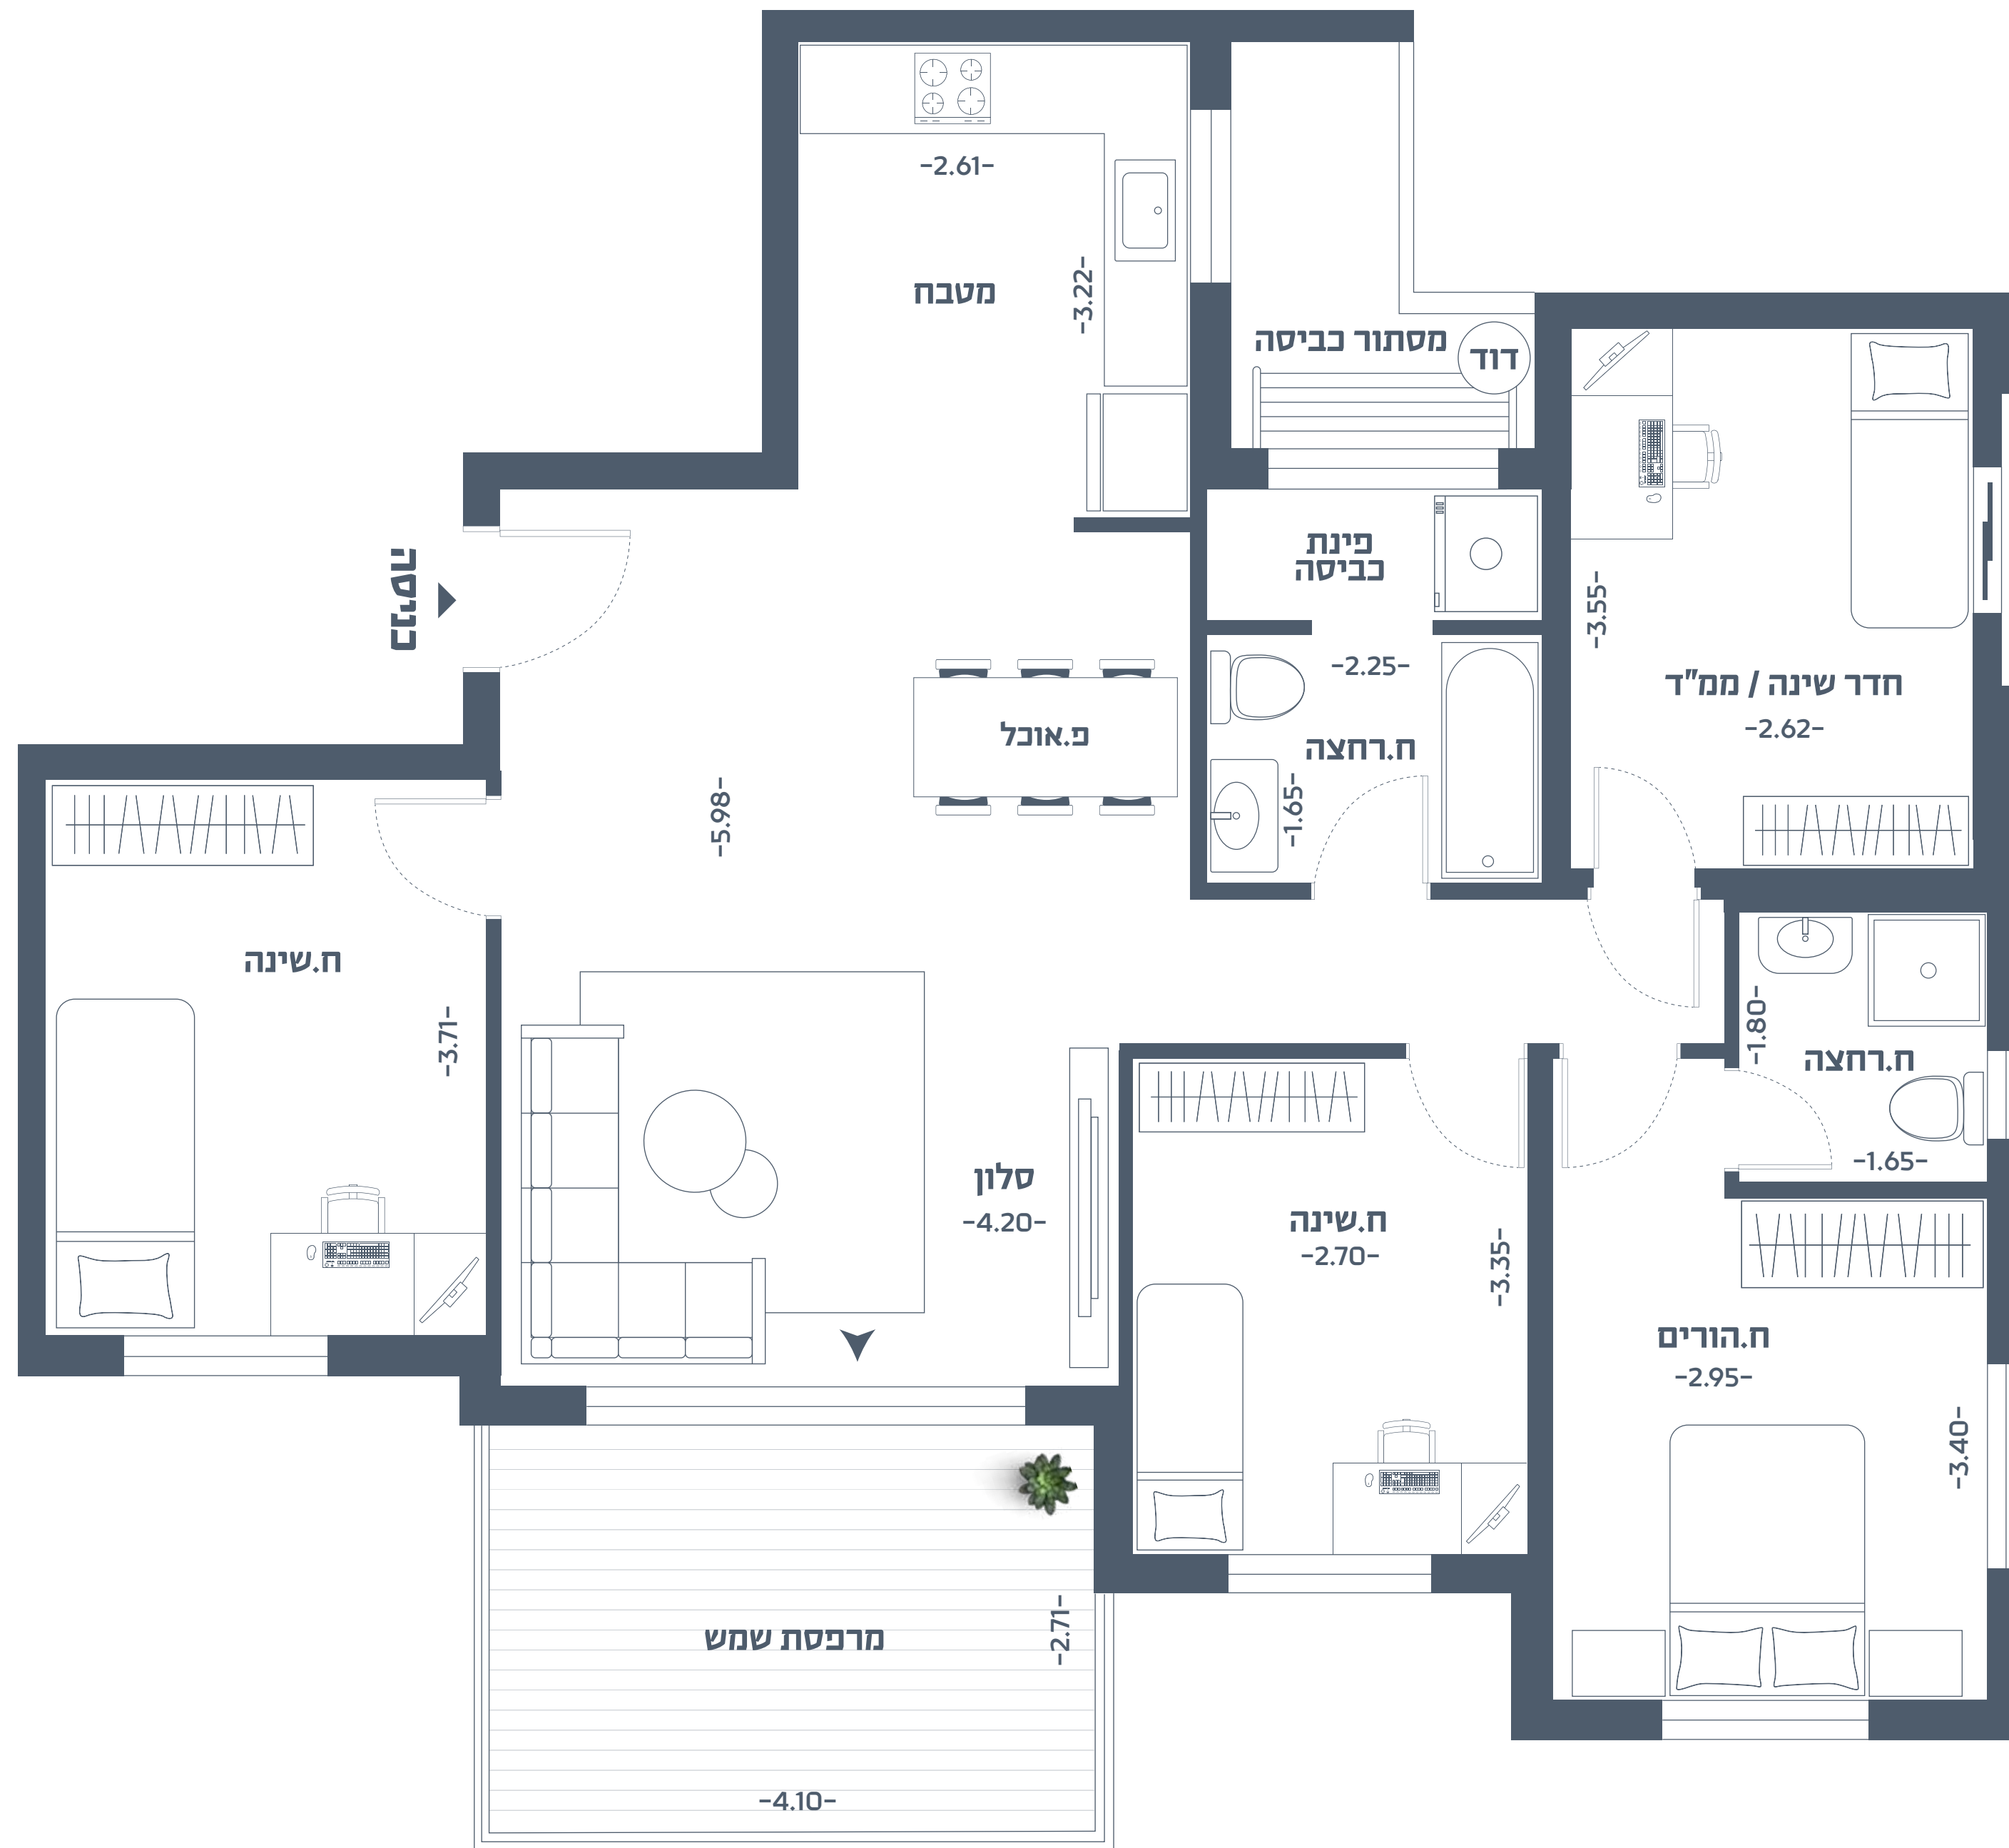 -2.61-
מטבח
-3.22-
מסתור כביסה
דוד
כניסה
פינת
כביסה
-2.25-
ח.רחצה
-1.65-
-3.55-
חדר שינה / ממ"ד
-2.62-
פ.אוכל
-5.98-
ח.שינה
-3.71-
סלון
-4.20-
-1.80-
ח.רחצה
-1.65-
ח.שינה
-2.70-
-3.35-
ח.הורים
-2.95-
-3.40-
מרפסת שמש
-2.71-
-4.10-